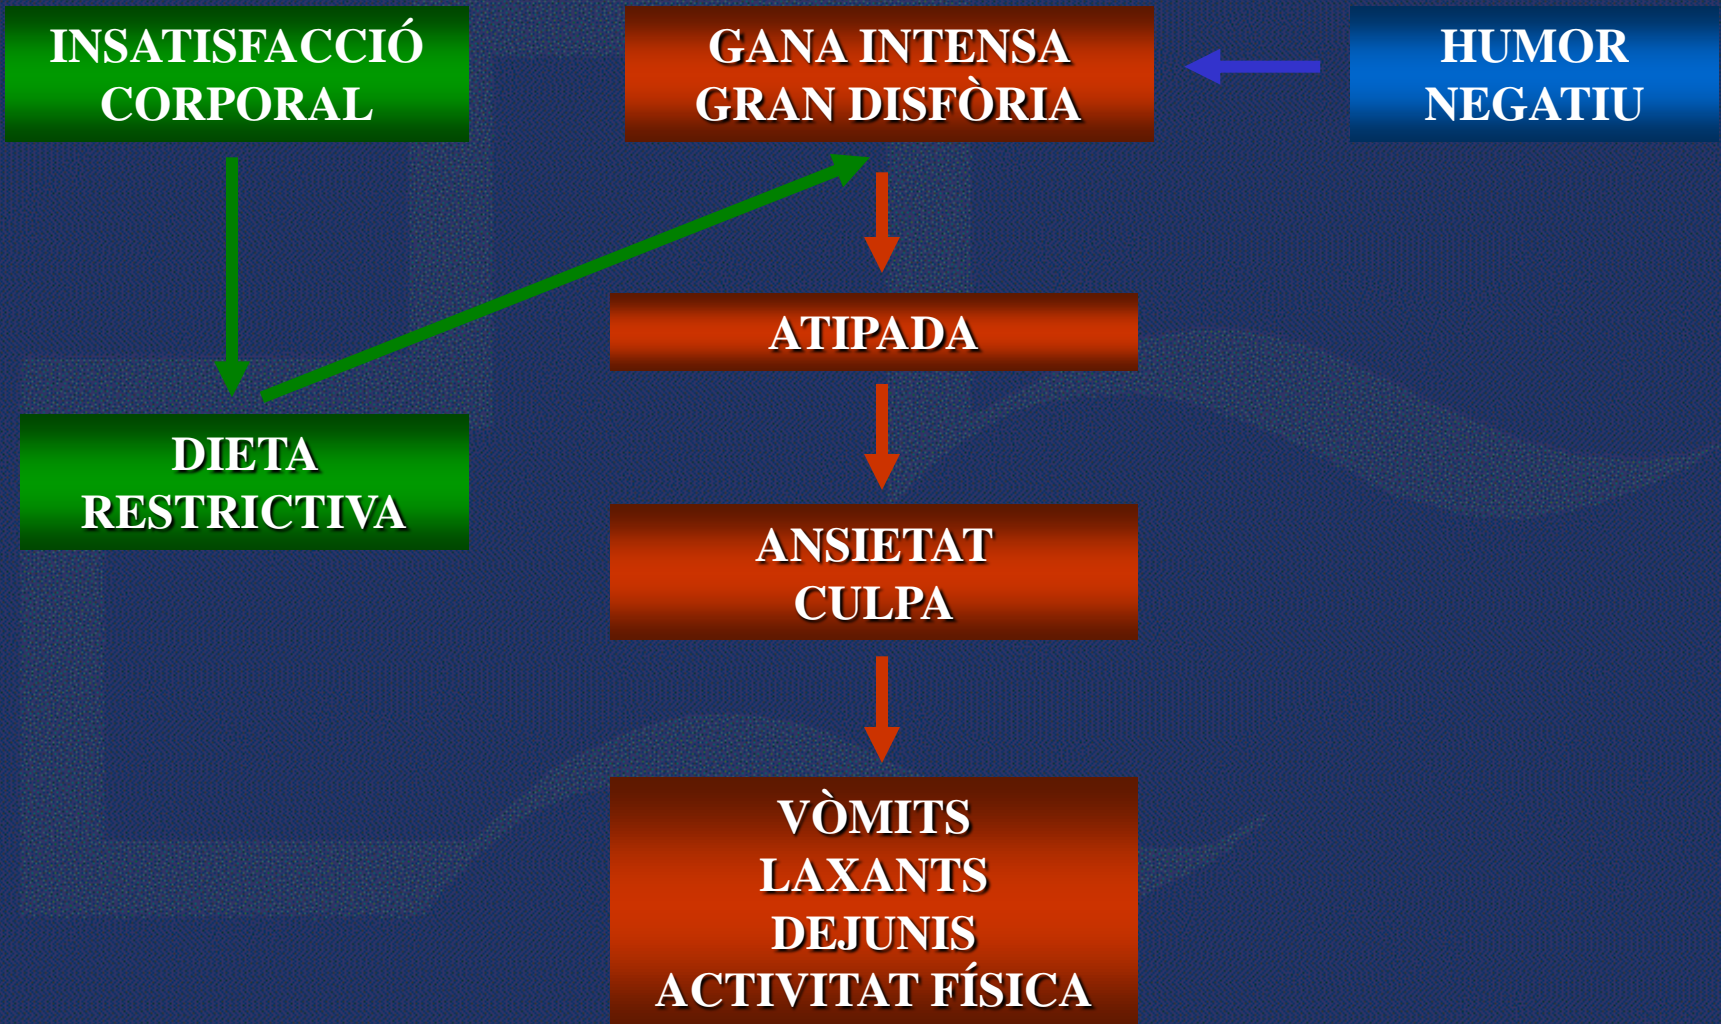 INSATISFACCIÓ
CORPORAL
GANA INTENSA
GRAN DISFÒRIA
HUMOR
NEGATIU
ATIPADA
DIETA
RESTRICTIVA
ANSIETAT
CULPA
VÒMITS
LAXANTS
DEJUNIS
ACTIVITAT FÍSICA